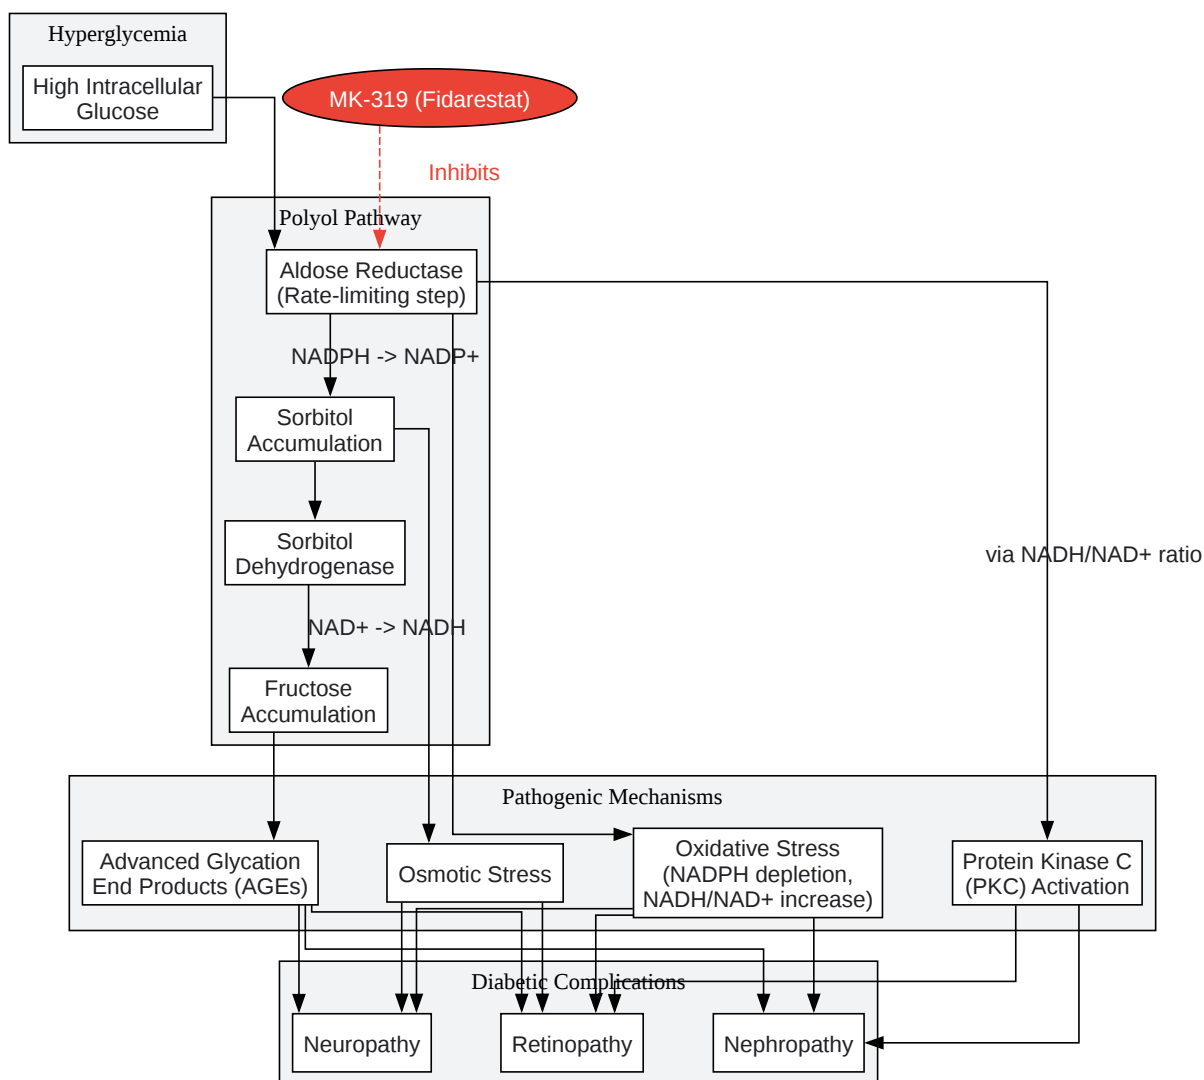 Hyperglycemia
High Intracellular
Glucose
MK-319 (Fidarestat)
Inhibits
Polyol Pathway
Aldose Reductase
(Rate-limiting step)
NADPH -> NADP+
Sorbitol
Accumulation
Sorbitol
Dehydrogenase
via NADH/NAD+ ratio
NAD+ -> NADH
Fructose
Accumulation
Pathogenic Mechanisms
Advanced Glycation
End Products (AGEs)
Osmotic Stress
Oxidative Stress
(NADPH depletion,
NADH/NAD+ increase)
Protein Kinase C
(PKC) Activation
Diabetic Complications
Neuropathy
Retinopathy
Nephropathy